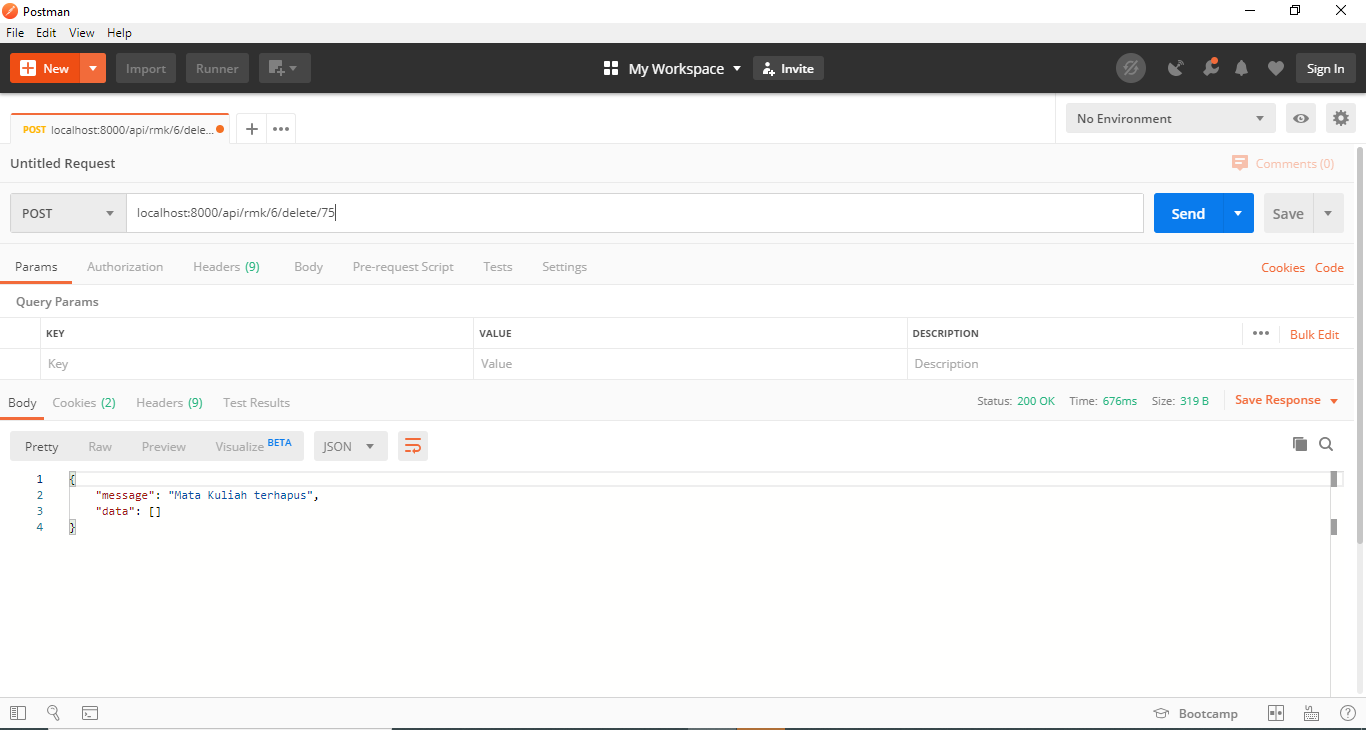 Postman
File Edit View Help
New Import Runner My Workspace Invite Sign In
POST localhost:8000/api/rmk/6/dele... No Environment
Untitled Request Comments (0)
POST localhost:8000/api/rmk/6/delete/75 Send Save
Params Authorization Headers (9) Body Pre-request Script Tests Settings Cookies Code
Query Params
KEY VALUE DESCRIPTION Bulk Edit
Key Value Description
Body Cookies (2) Headers (9) Test Results Status: 200 OK Time: 676ms Size: 319 B Save Response
Pretty Raw Preview Visualize BETA JSON
1 {
2 "message": "Mata Kuliah terhapus",
3 "data": []
4 }
Bootcamp